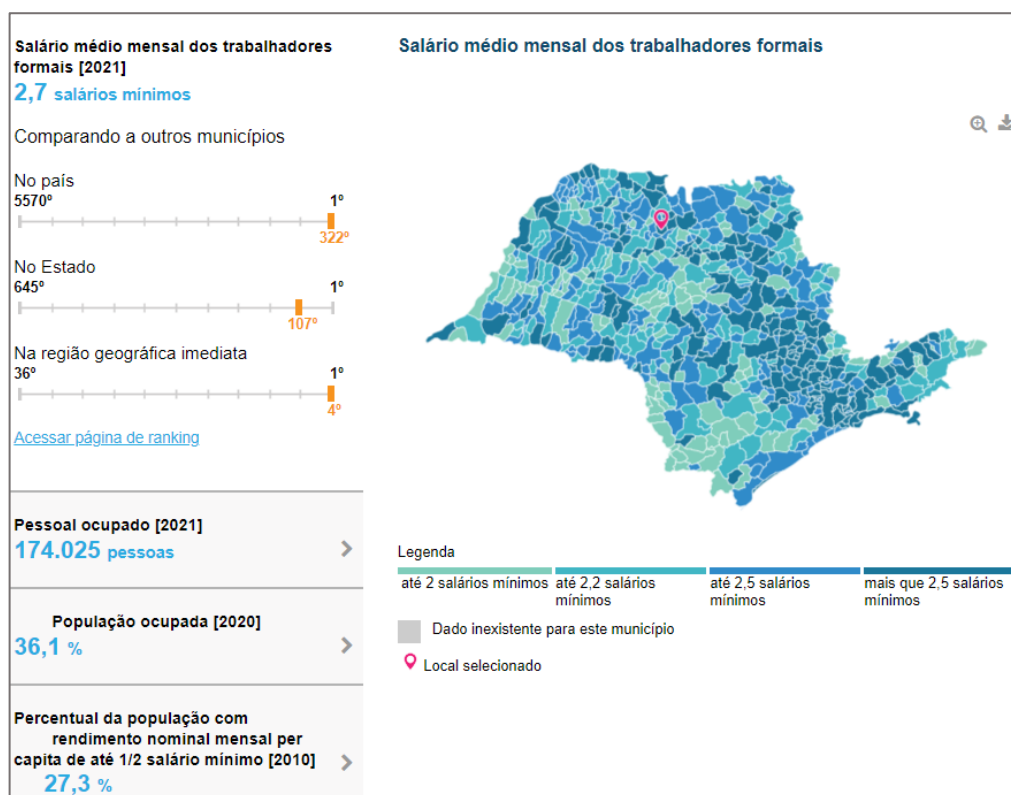 Salário médio mensal dos trabalhadores
formais [2021]
2,7 salários mínimos
Comparando a outros municípios
No país
5570º 1º
322º
No Estado
645º 1º
107º
Na região geográfica imediata
36º 1º
4º
Acessar página de ranking
Pessoal ocupado [2021]
174.025 pessoas
População ocupada [2020]
36,1 %
Percentual da população com
rendimento nominal mensal per
capita de até 1/2 salário mínimo [2010]
27,3 %
Salário médio mensal dos trabalhadores formais
Legenda
até 2 salários mínimos
até 2,2 salários
mínimos
até 2,5 salários
mínimos
mais que 2,5 salários
mínimos
Dado inexistente para este município
Local selecionado